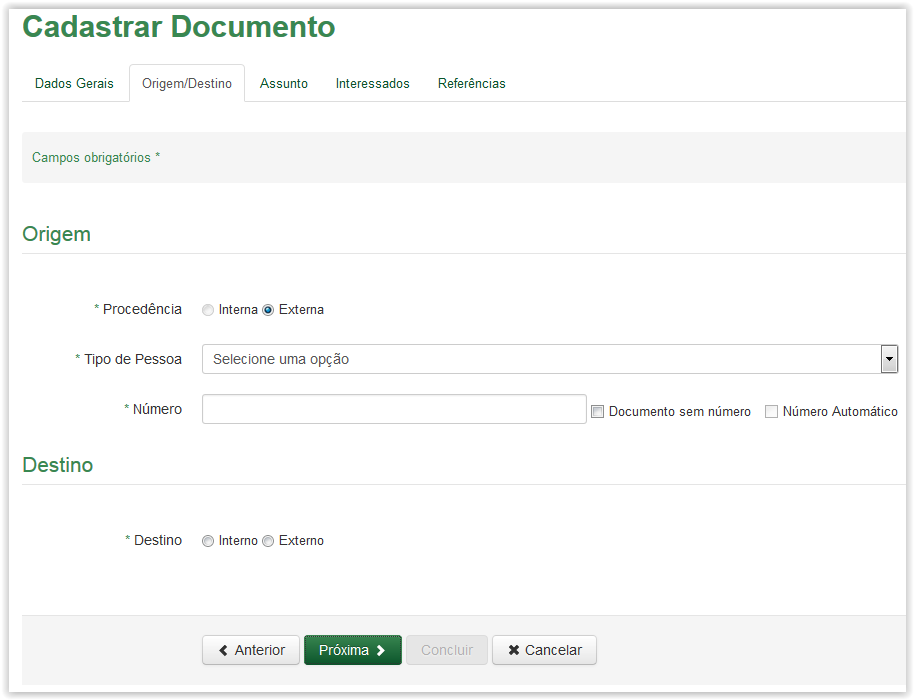 Cadastrar Documento
Dados Gerais Origem/Destino Assunto Interessados Referências
Campos obrigatórios *
Origem
* Procedência Interna Externa
* Tipo de Pessoa Selecione uma opção
* Número Documento sem número Número Automático
Destino
* Destino Interno Externo
Anterior Próxima Concluir Cancelar